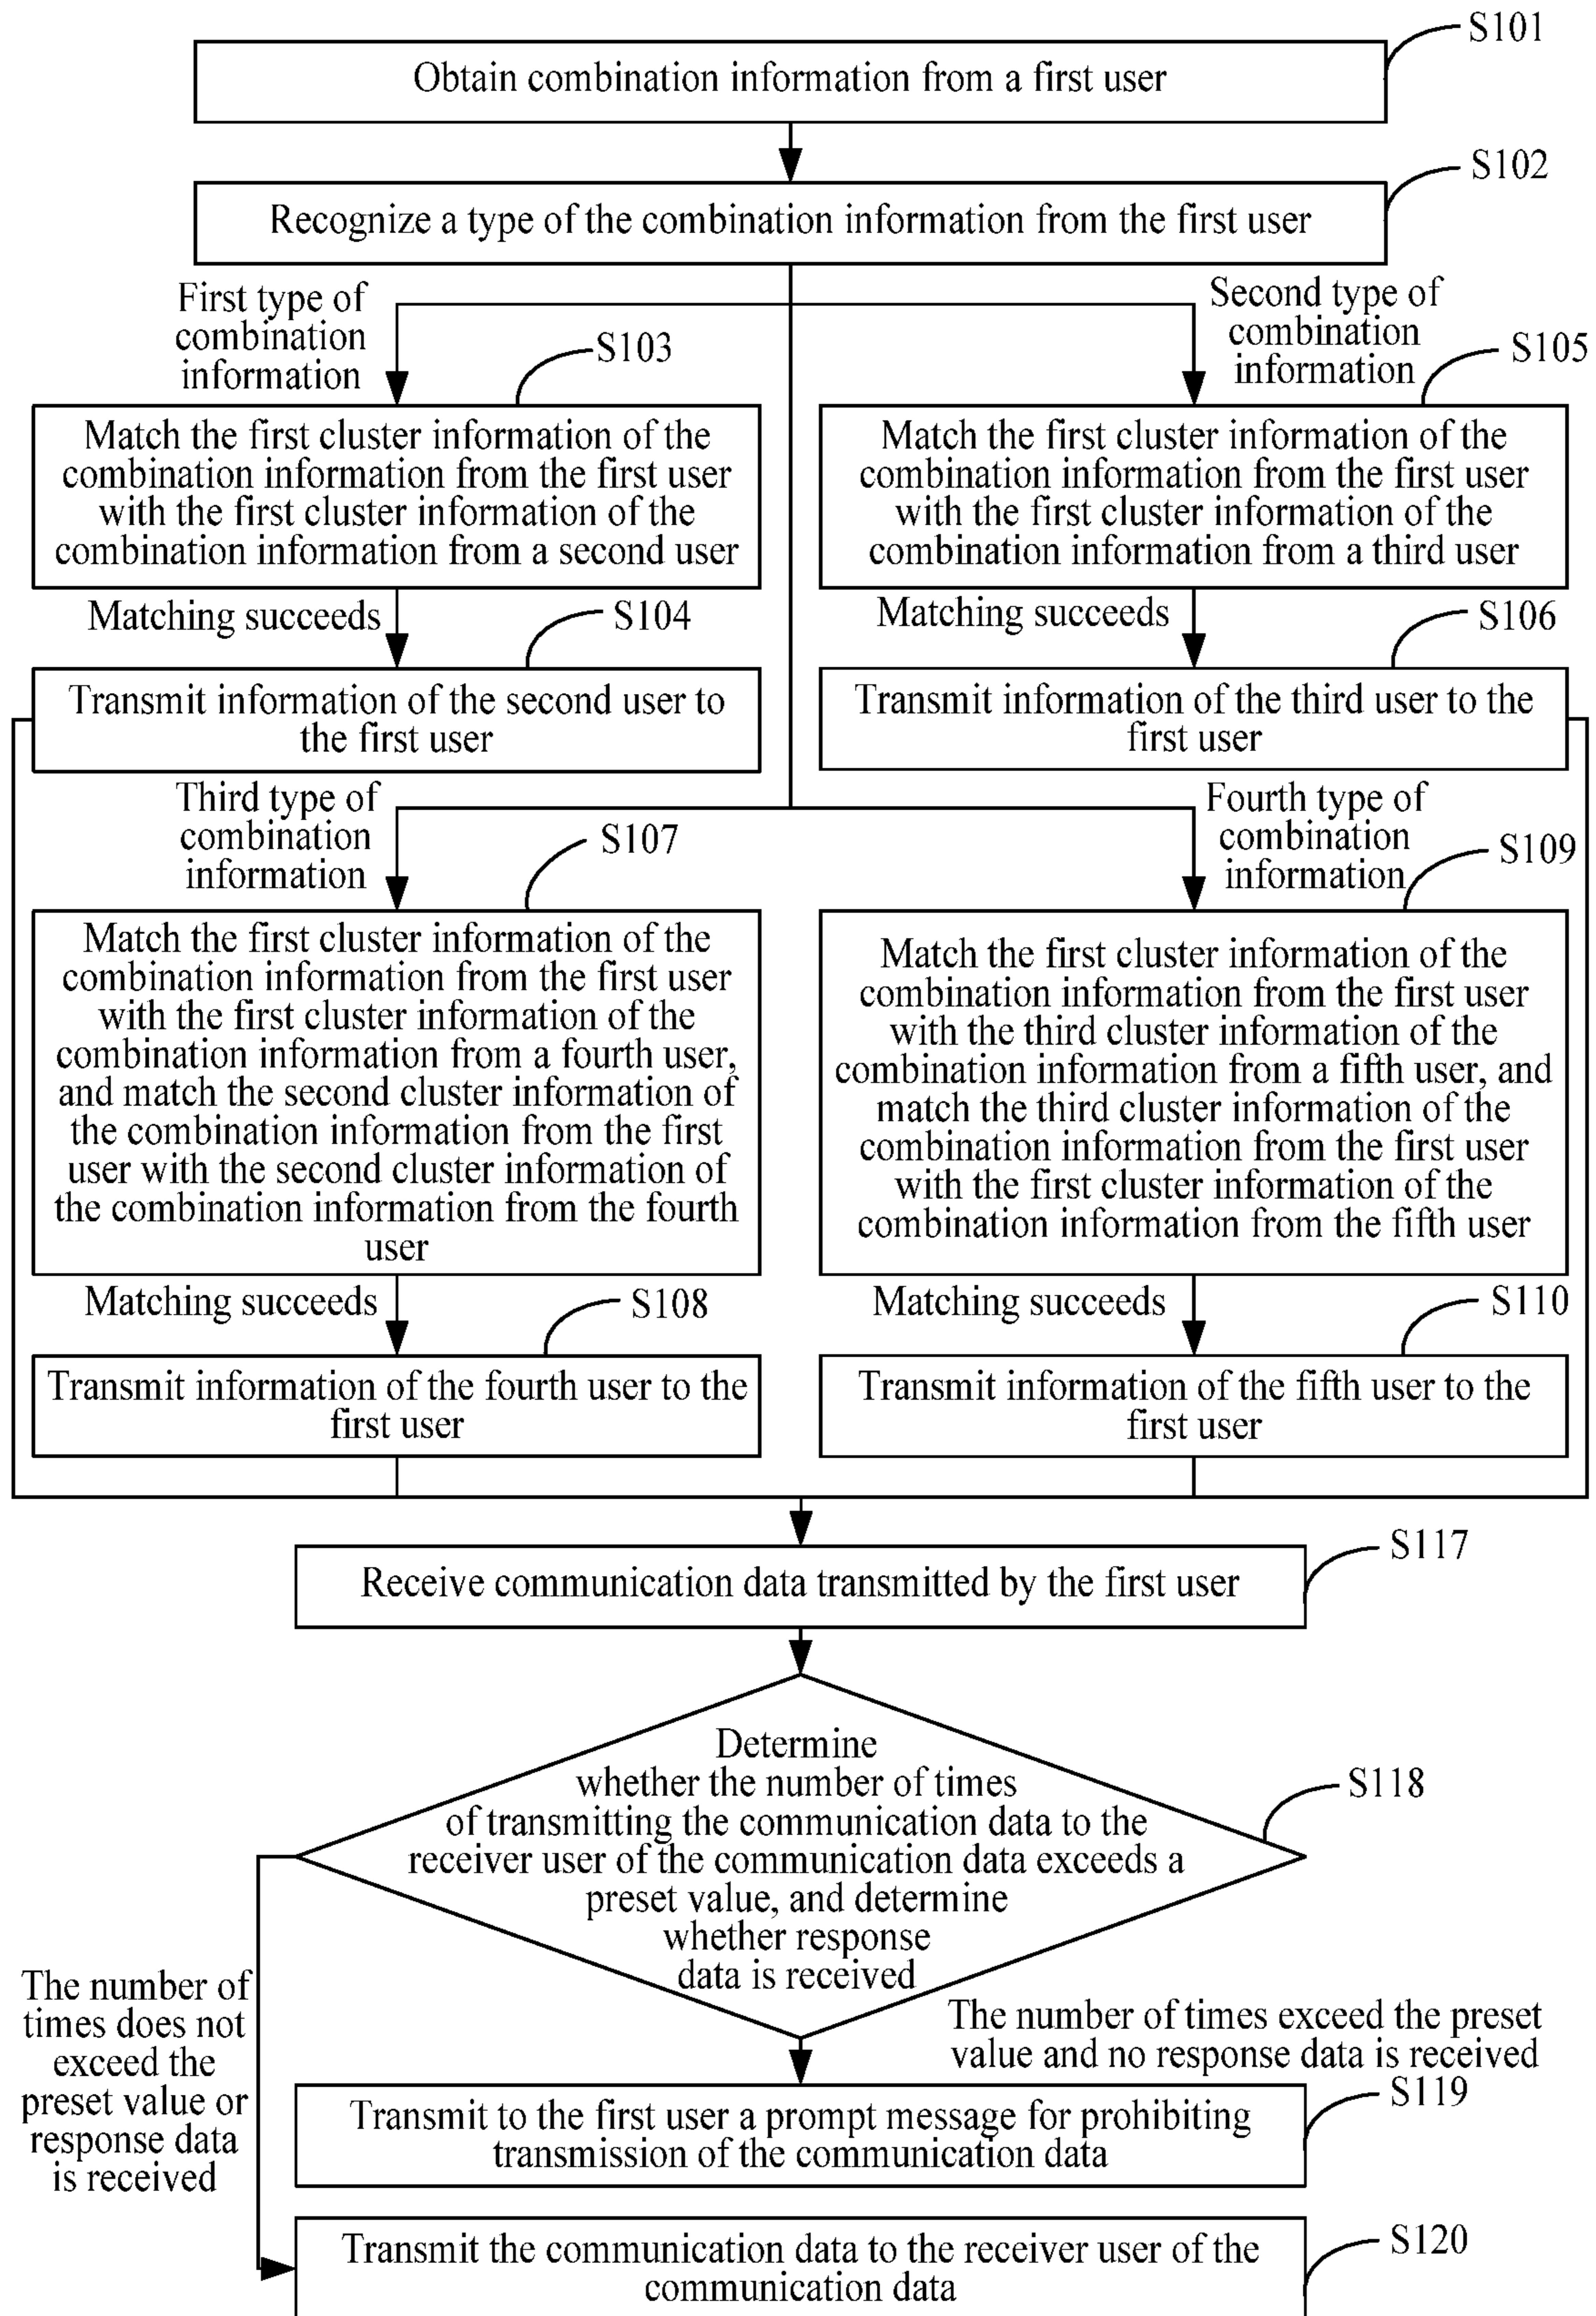 S101
Obtain combination information from a first user
S102
Recognize a type of the combination information from the first user
First type of
combination
information
S103
Second type of
combination
information
S105
Match the first cluster information of the
combination information from the first user
with the first cluster information of the
combination information from a second user
Match the first cluster information of the
combination information from the first user
with the first cluster information of the
combination information from a third user
Matching succeeds
S104
Matching succeeds
S106
Transmit information of the second user to
the first user
Transmit information of the third user to the
first user
Third type of
combination
information
S107
Fourth type of
combination
information
S109
Match the first cluster information of the
combination information from the first user
with the first cluster information of the
combination information from a fourth user,
and match the second cluster information of
the combination information from the first
user with the second cluster information of
the combination information from the fourth
user
Match the first cluster information of the
combination information from the first user
with the third cluster information of the
combination information from a fifth user, and
match the third cluster information of the
combination information from the first user
with the first cluster information of the
combination information from the fifth user
Matching succeeds
S108
Matching succeeds
S110
Transmit information of the fourth user to the
first user
Transmit information of the fifth user to the
first user
S117
Receive communication data transmitted by the first user
Determine
whether the number of times
of transmitting the communication data to the
receiver user of the communication data exceeds a
preset value, and determine
whether response
data is received
S118
The number of
times does not
exceed the
preset value or
response data
is received
The number of times exceed the preset
value and no response data is received
S119
Transmit to the first user a prompt message for prohibiting
transmission of the communication data
S120
Transmit the communication data to the receiver user of the
communication data